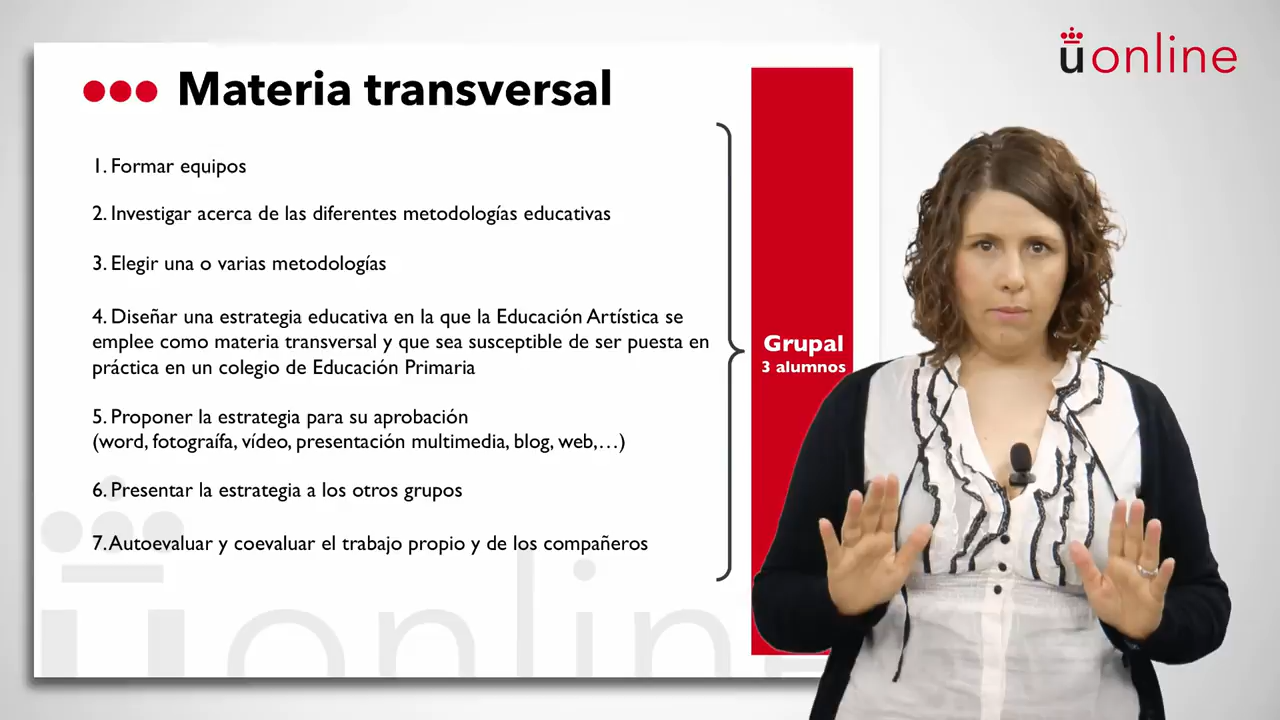 ü online
Materia transversal
1. Formar equipos
2. Investigar acerca de las diferentes metodologías educativas
3. Elegir una o varias metodologías
4. Diseñar una estrategia educativa en la que la Educación Artística se
emplee como materia transversal y que sea susceptible de ser puesta en
práctica en un colegio de Educación Primaria
5. Proponer la estrategia para su aprobación
(word, fotograífa, vídeo, presentación multimedia, blog, web,…)
6. Presentar la estrategia a los otros grupos
7. Autoevaluar y coevaluar el trabajo propio y de los compañeros
Grupal
3 alumnos
ü online